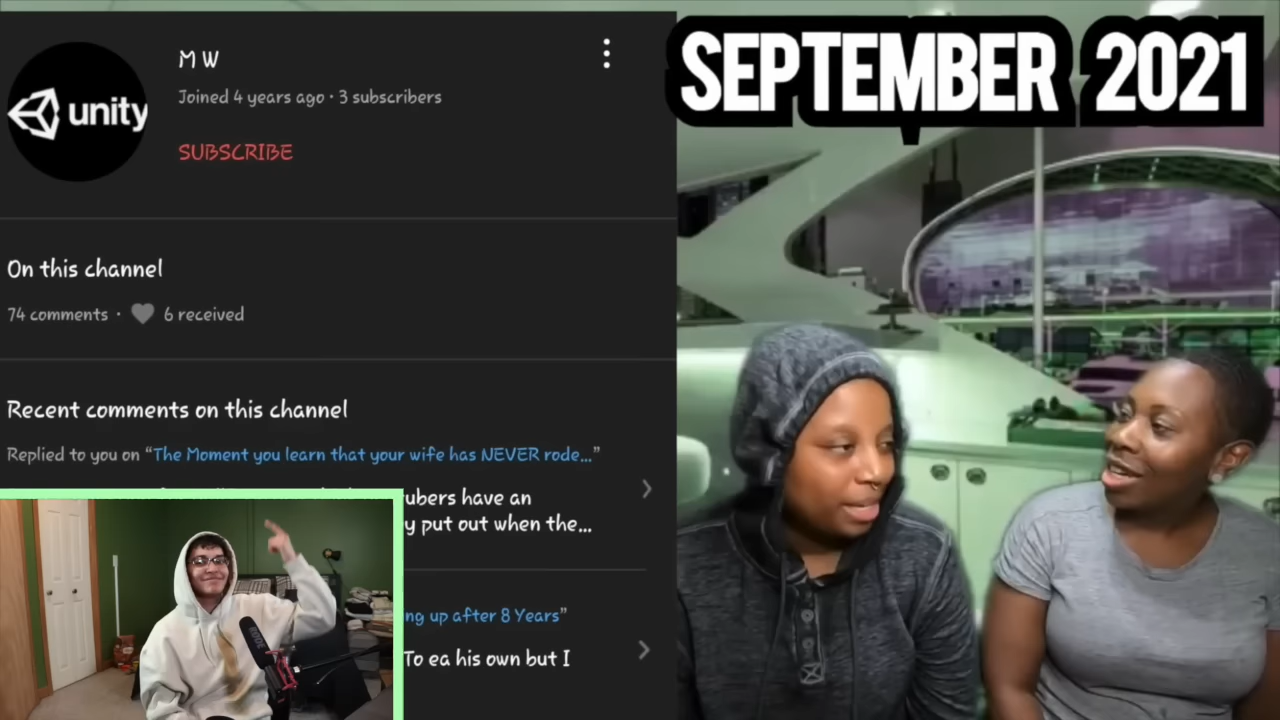 SEPTEMBER 2021
unity
M W
Joined 4 years ago · 3 subscribers
SUBSCRIBE
On this channel
74 comments · 6 received
Recent comments on this channel
Replied to you on “The Moment you learn that your wife has NEVER rode...”
have an
y put out when the...
ng up after 8 Years”
To ea his own but I
RODE